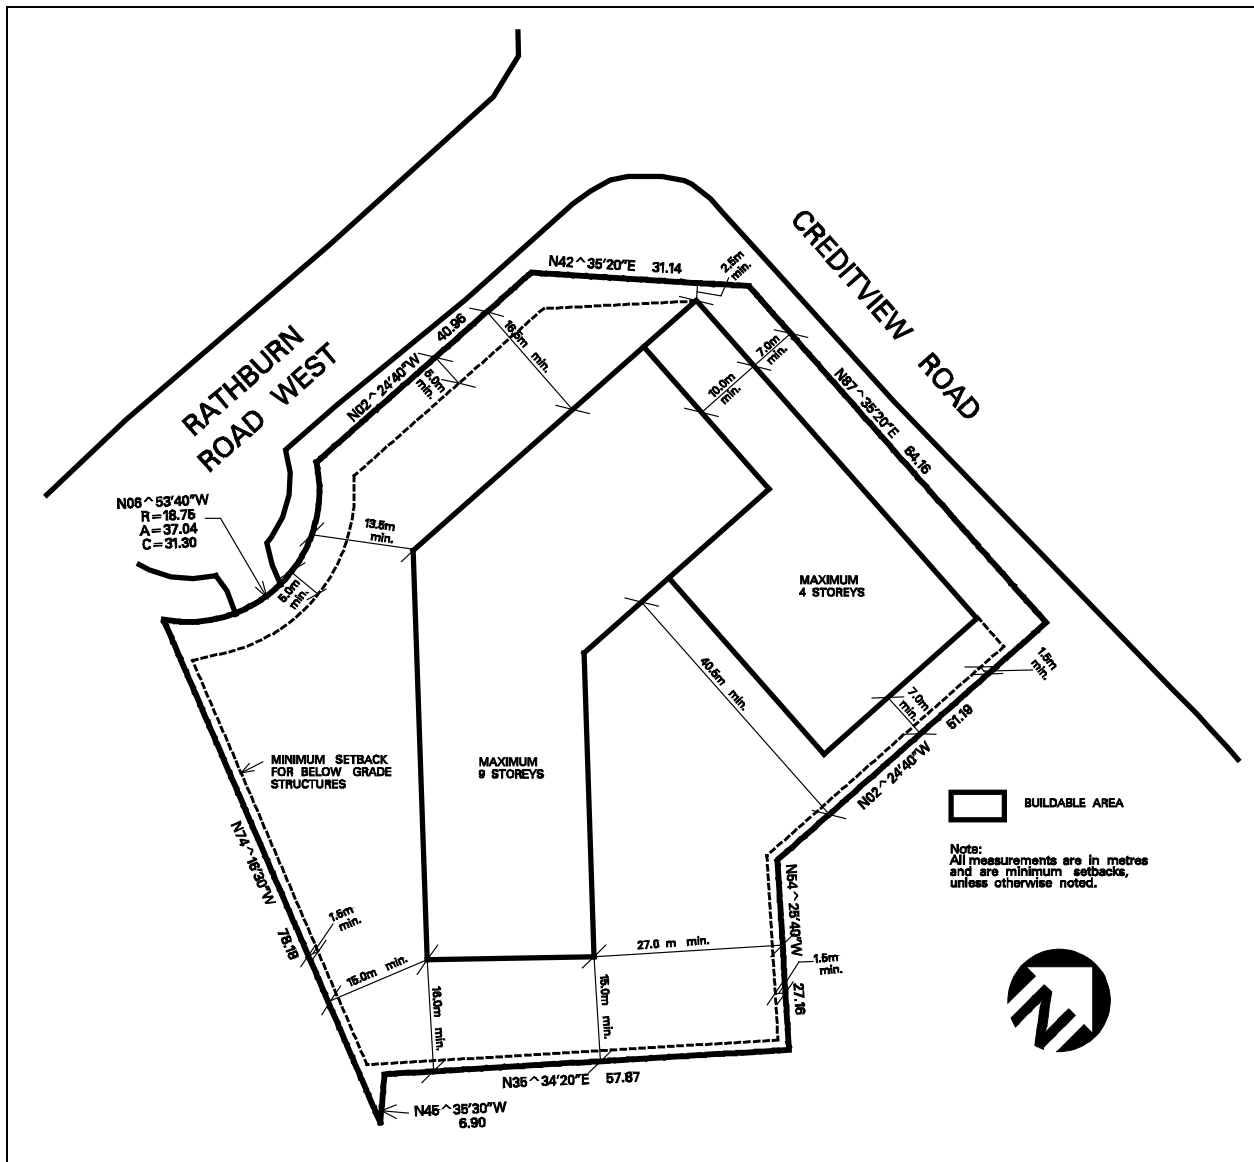 CREDITVIEW ROAD
2.5m
min.
N42^35'20"E 31.14
RATHBURN
ROAD WEST
N02^24'40"W 40.96
5.0m
min.
16.5m min.
7.0m
min.
10.0m
min.
N87^35'20"E 64.16
N06^53'40"W
R=18.75
A=37.04
C=31.30
13.5m
min.
5.0m
min.
MAXIMUM
4 STOREYS
1.5m
min.
7.0m
min.
N02^24'40"W 51.19
40.5m min.
MINIMUM SETBACK
FOR BELOW GRADE
STRUCTURES
MAXIMUM
9 STOREYS
BUILDABLE AREA
Note:
All measurements are in metres
and are minimum setbacks,
unless otherwise noted.
N74^16'30"W 78.19
1.5m
min.
15.0m min.
16.0m min.
15.0m min.
27.0 m min.
N54^25'40"W 27.16
1.5m
min.
N35^34'20"E 57.87
N45^35'30"W
6.90
N